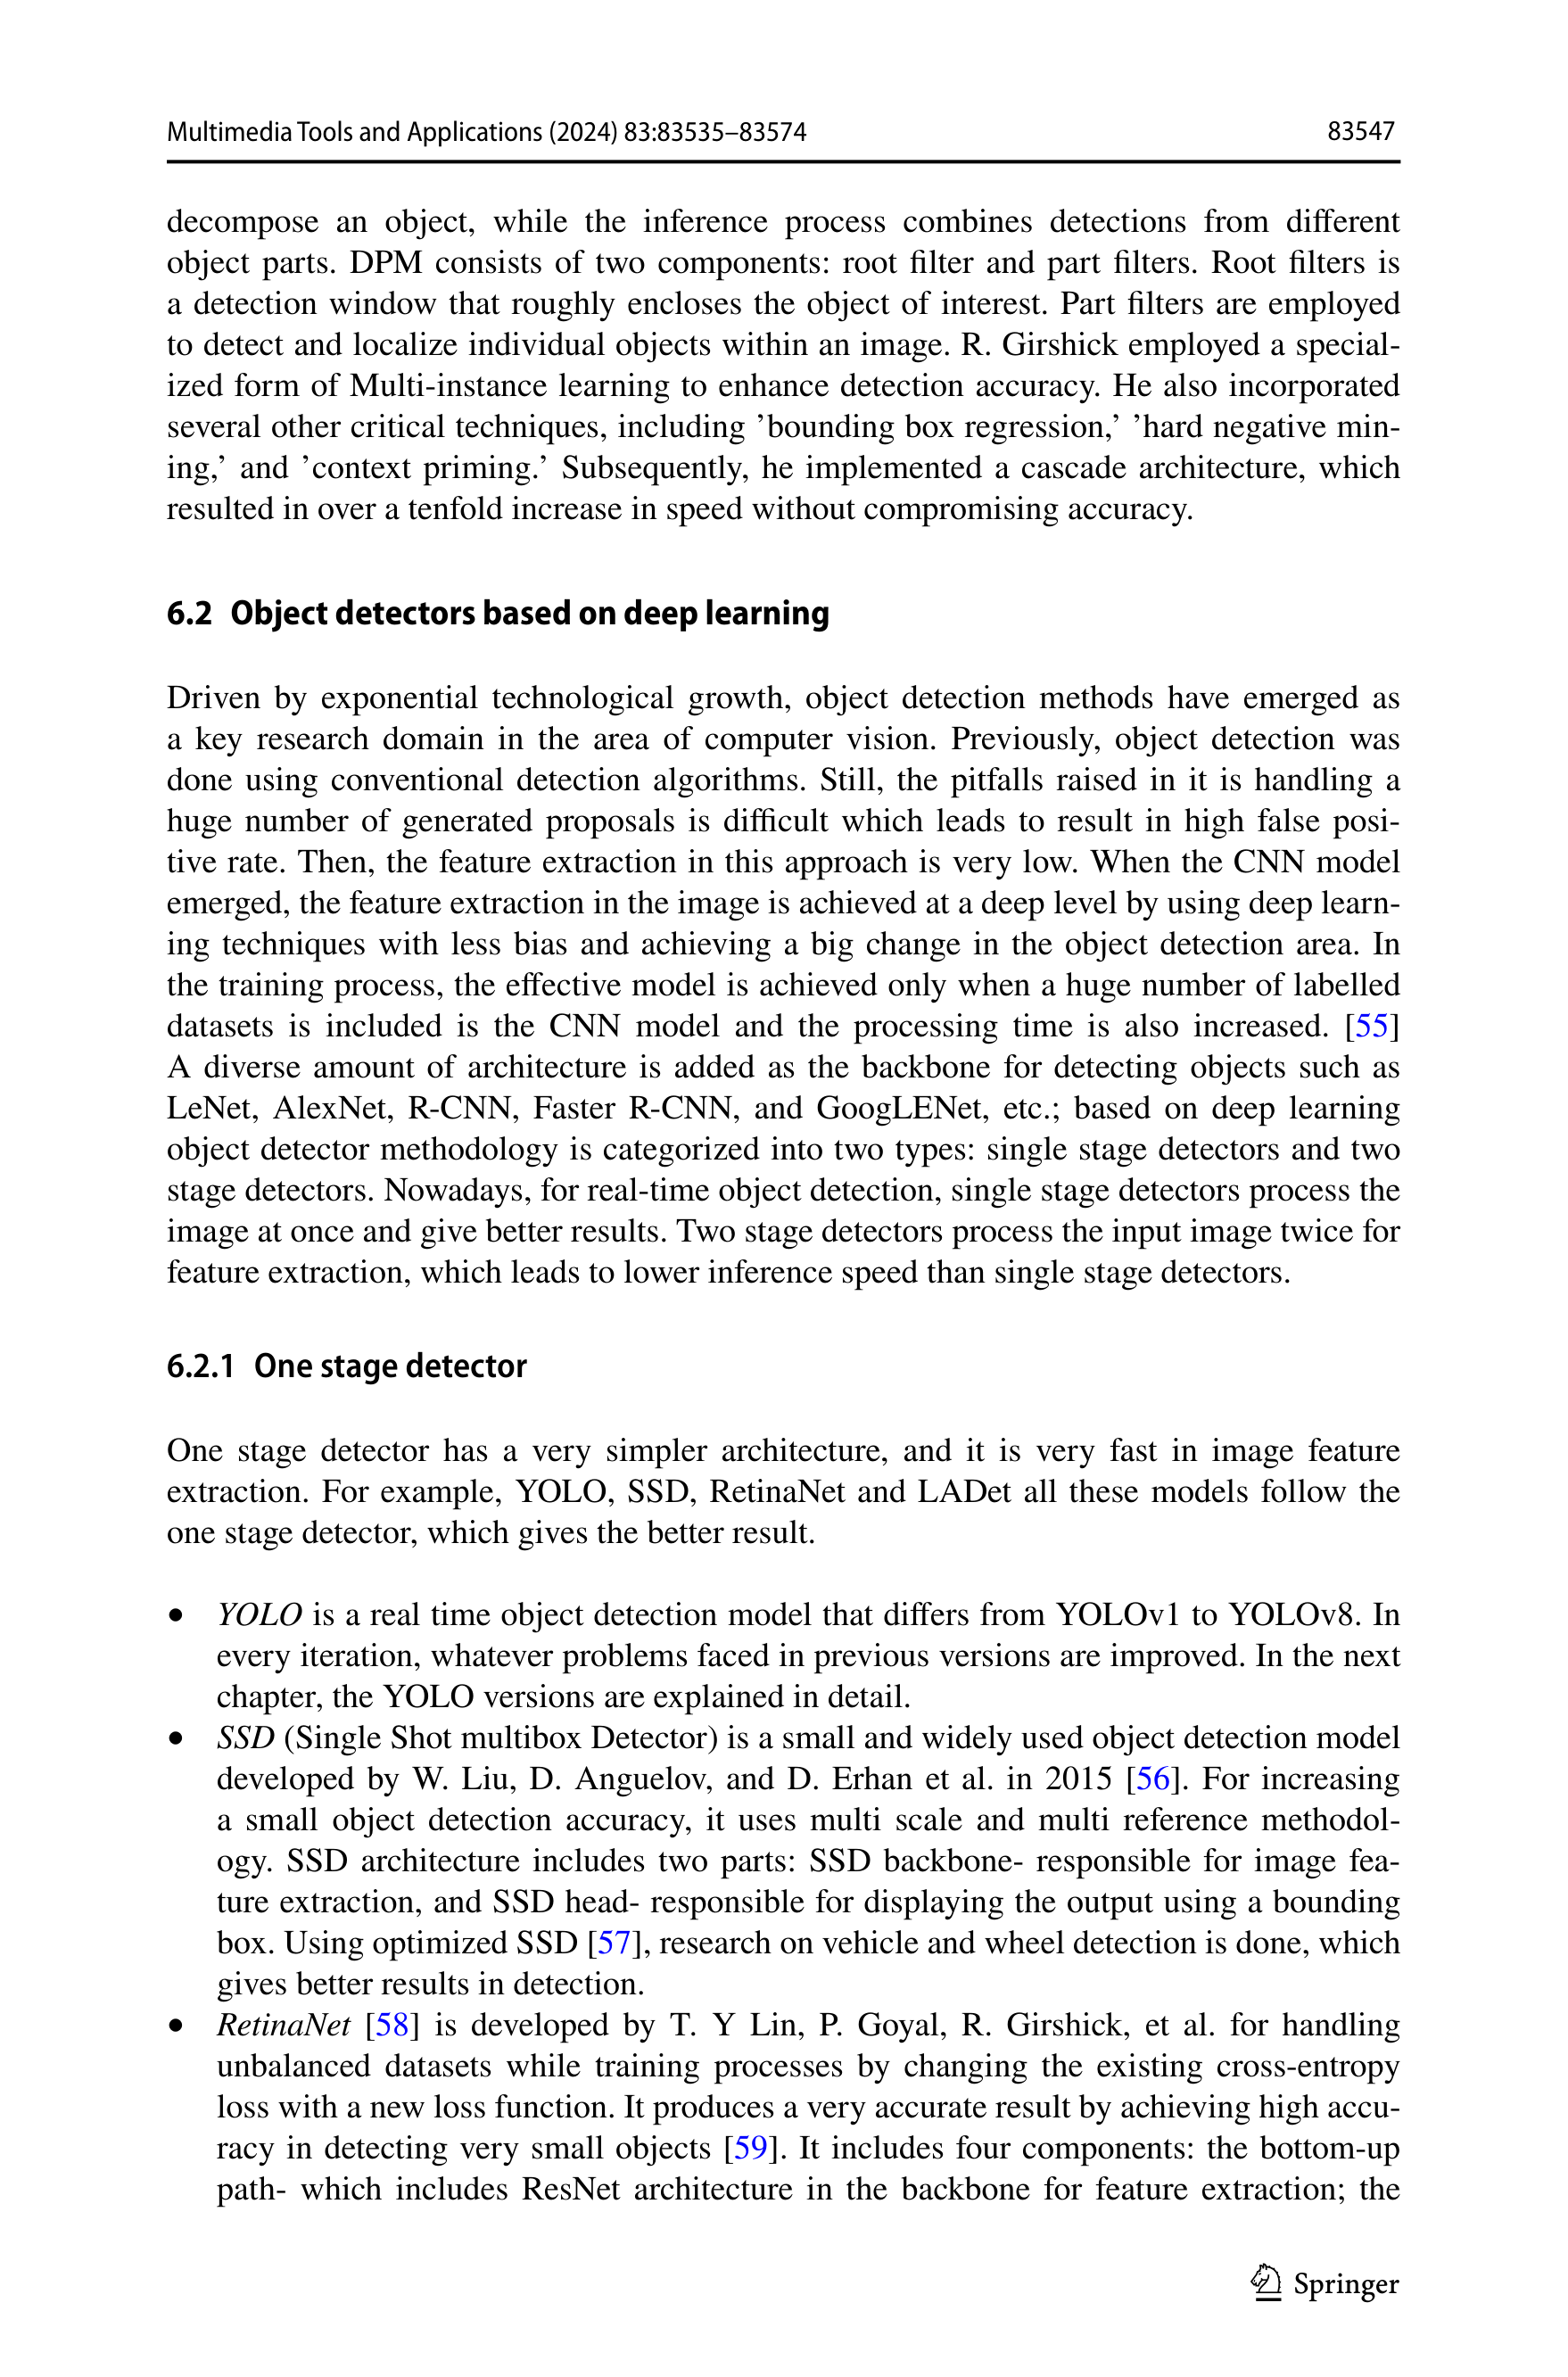 Multimedia Tools and Applications (2024) 83:83535–83574 83547
decompose an object, while the inference process combines detections from different
object parts. DPM consists of two components: root filter and part filters. Root filters is
a detection window that roughly encloses the object of interest. Part filters are employed
to detect and localize individual objects within an image. R. Girshick employed a special-
ized form of Multi-instance learning to enhance detection accuracy. He also incorporated
several other critical techniques, including ’bounding box regression,’ ’hard negative min-
ing,’ and ’context priming.’ Subsequently, he implemented a cascade architecture, which
resulted in over a tenfold increase in speed without compromising accuracy.
6.2 Object detectors based on deep learning
Driven by exponential technological growth, object detection methods have emerged as
a key research domain in the area of computer vision. Previously, object detection was
done using conventional detection algorithms. Still, the pitfalls raised in it is handling a
huge number of generated proposals is difficult which leads to result in high false posi-
tive rate. Then, the feature extraction in this approach is very low. When the CNN model
emerged, the feature extraction in the image is achieved at a deep level by using deep learn-
ing techniques with less bias and achieving a big change in the object detection area. In
the training process, the effective model is achieved only when a huge number of labelled
datasets is included is the CNN model and the processing time is also increased. [55]
A diverse amount of architecture is added as the backbone for detecting objects such as
LeNet, AlexNet, R-CNN, Faster R-CNN, and GoogLENet, etc.; based on deep learning
object detector methodology is categorized into two types: single stage detectors and two
stage detectors. Nowadays, for real-time object detection, single stage detectors process the
image at once and give better results. Two stage detectors process the input image twice for
feature extraction, which leads to lower inference speed than single stage detectors.
6.2.1 One stage detector
One stage detector has a very simpler architecture, and it is very fast in image feature
extraction. For example, YOLO, SSD, RetinaNet and LADet all these models follow the
one stage detector, which gives the better result.
• YOLO is a real time object detection model that differs from YOLOv1 to YOLOv8. In
every iteration, whatever problems faced in previous versions are improved. In the next
chapter, the YOLO versions are explained in detail.
• SSD (Single Shot multibox Detector) is a small and widely used object detection model
developed by W. Liu, D. Anguelov, and D. Erhan et al. in 2015 [56]. For increasing
a small object detection accuracy, it uses multi scale and multi reference methodol-
ogy. SSD architecture includes two parts: SSD backbone- responsible for image fea-
ture extraction, and SSD head- responsible for displaying the output using a bounding
box. Using optimized SSD [57], research on vehicle and wheel detection is done, which
gives better results in detection.
• RetinaNet [58] is developed by T. Y Lin, P. Goyal, R. Girshick, et al. for handling
unbalanced datasets while training processes by changing the existing cross-entropy
loss with a new loss function. It produces a very accurate result by achieving high accu-
racy in detecting very small objects [59]. It includes four components: the bottom-up
path- which includes ResNet architecture in the backbone for feature extraction; the
Springer